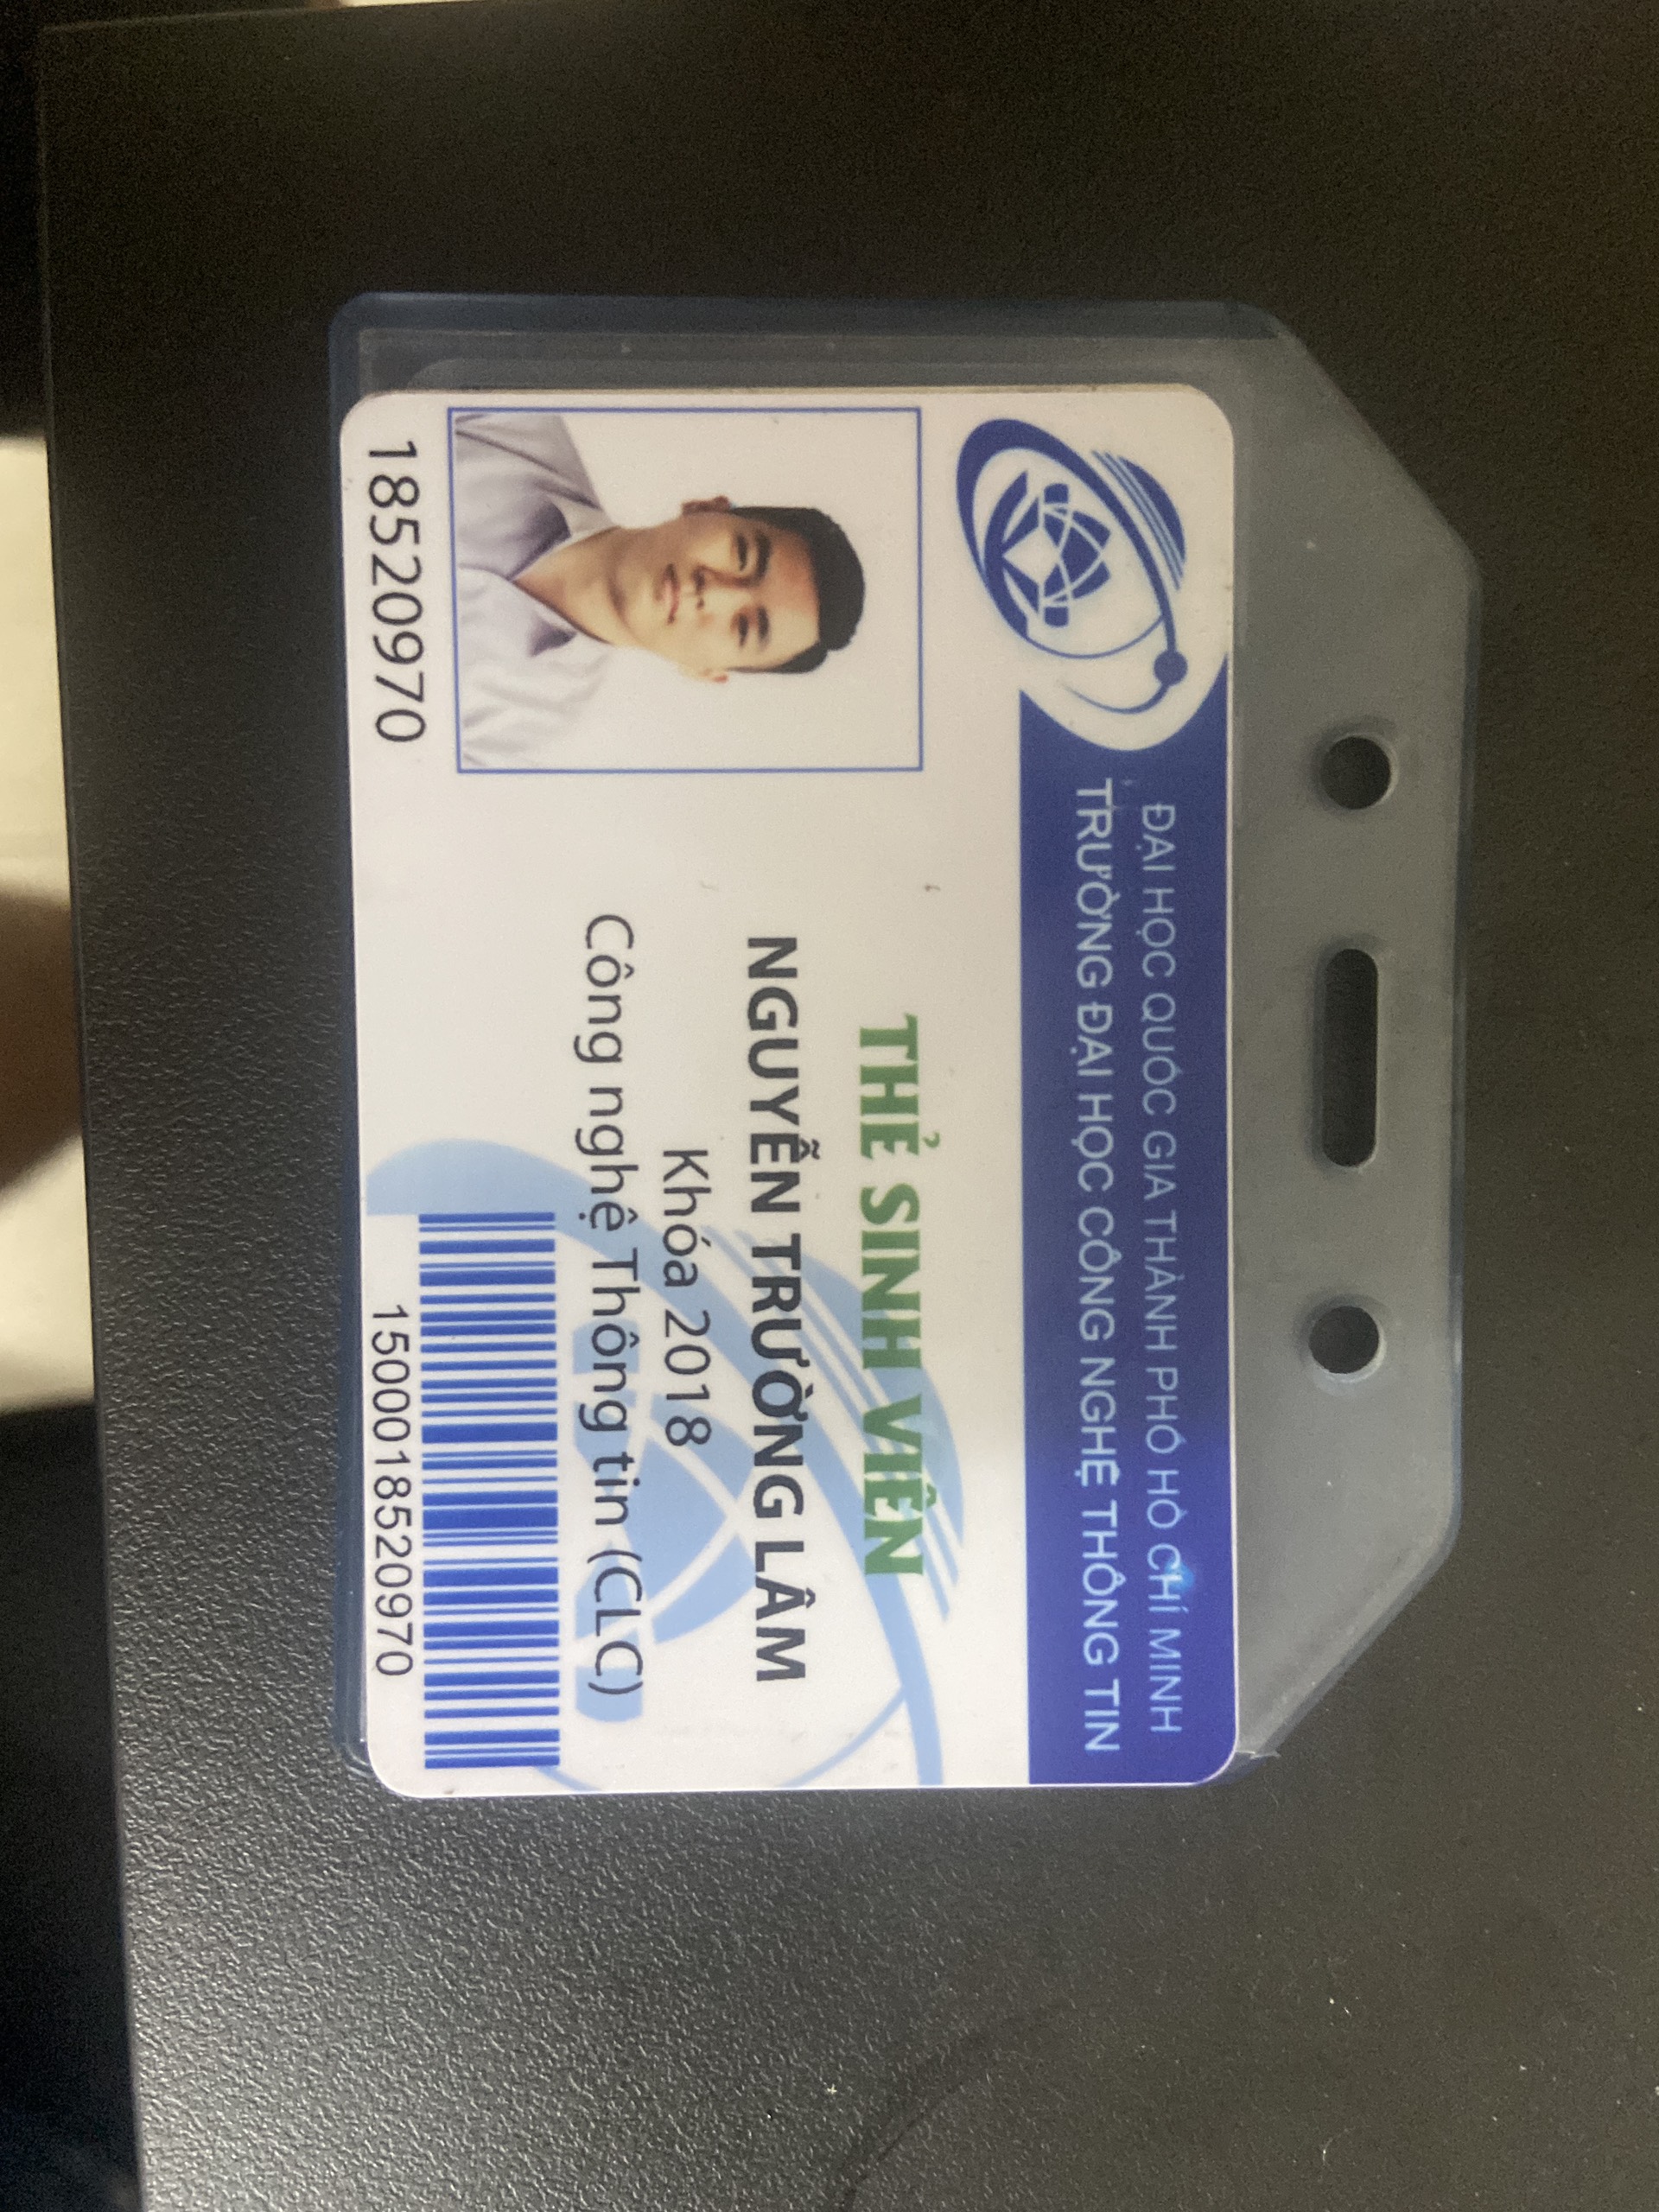 ĐẠI HỌC QUỐC GIA THÀNH PHỐ HỒ CHÍ MINH
TRƯỜNG ĐẠI HỌC CÔNG NGHỆ THÔNG TIN
THẺ SINH VIÊN
NGUYỄN TRƯỜNG LÂM
Khóa 2018
Công nghệ Thông tin (CLC)
18520970
1500018520970